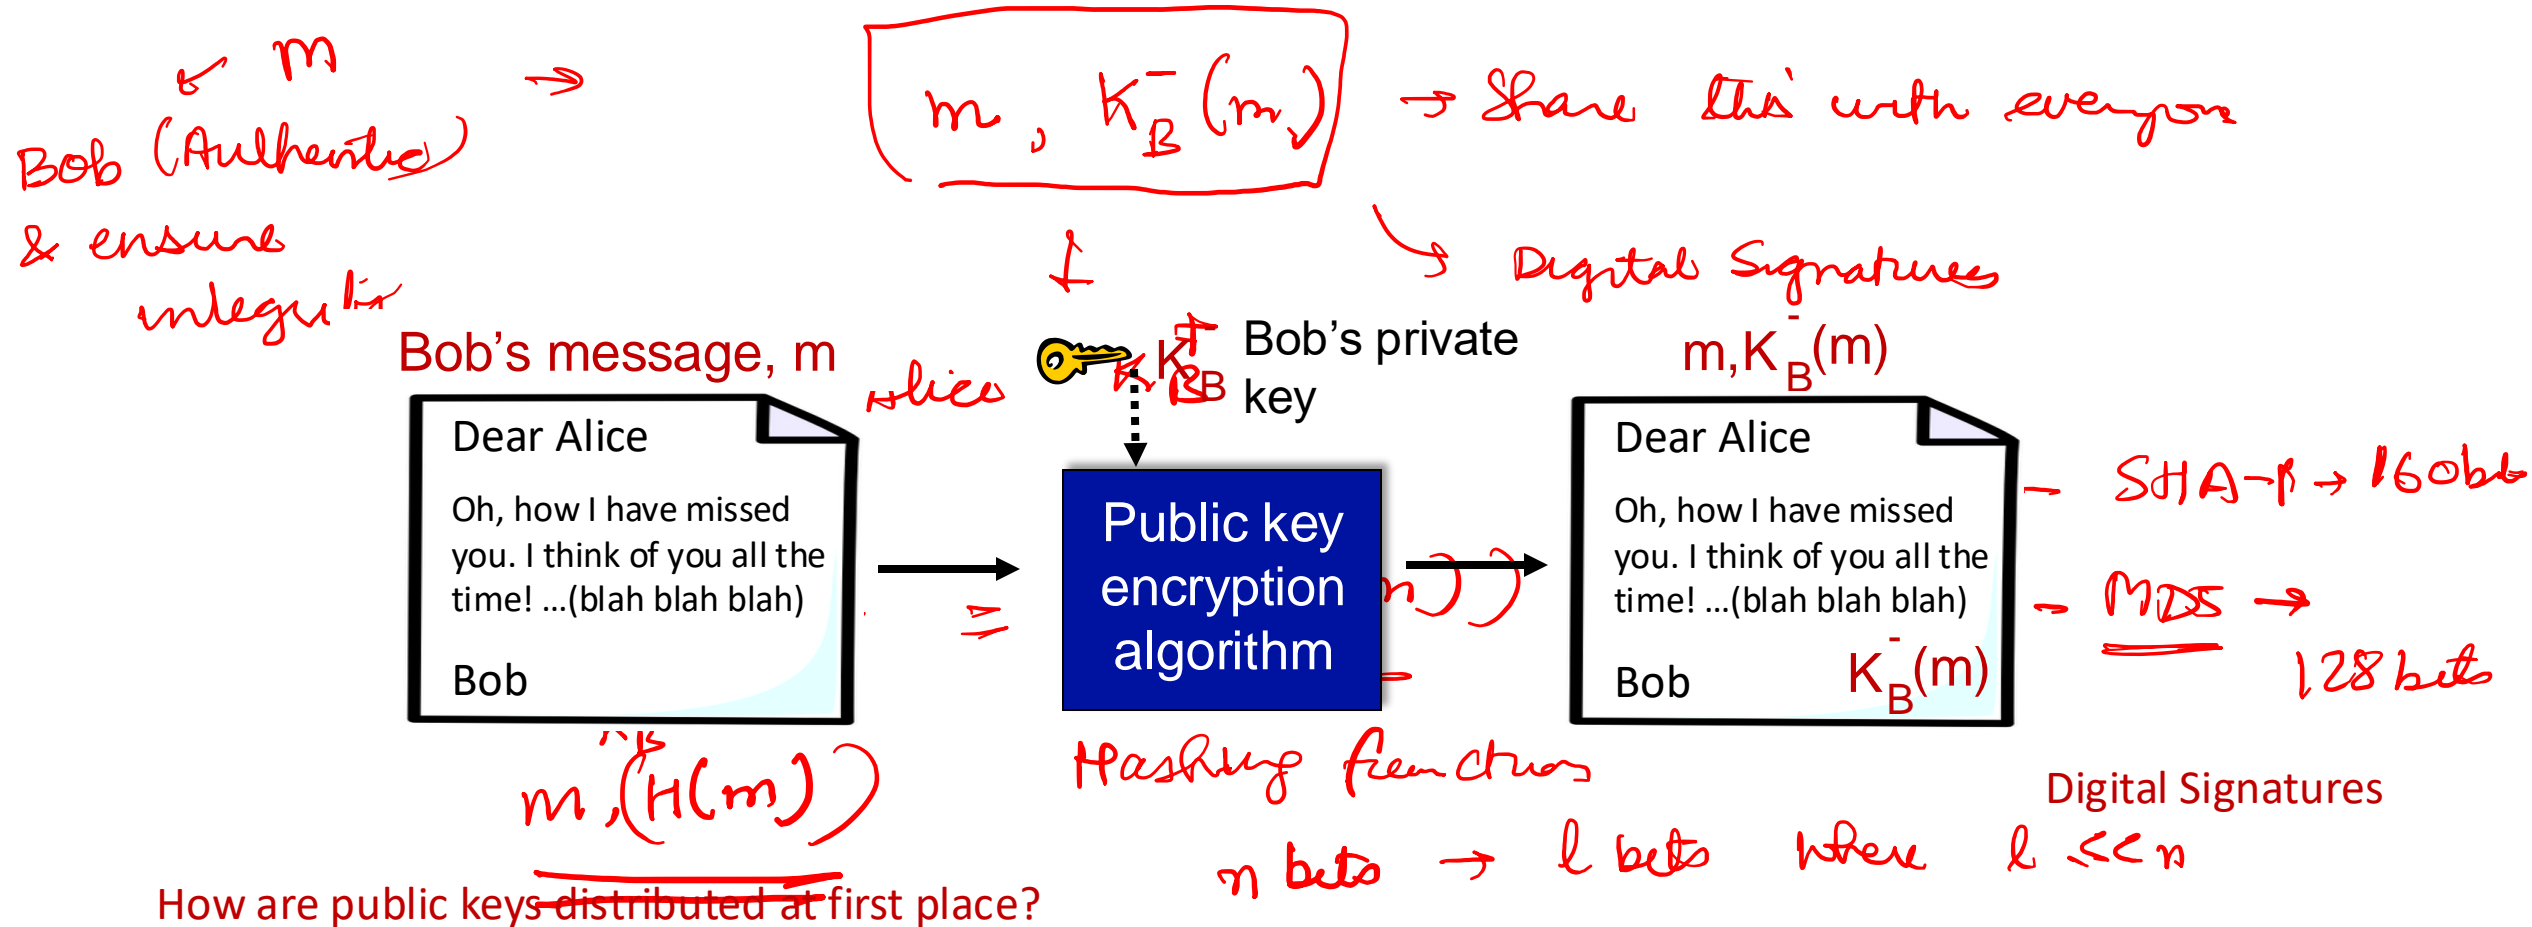 m
Bob (Authentic)
& ensure
m, K_B^-(m) → Share this with everyone
Digital Signatures
Bob's message, m
Dear Alice
Oh, how I have missed
you. I think of you all the
time! ...(blah blah blah)
Bob
Alice
K_B^+
K_B^-
Bob's private
key
Public key
encryption
algorithm
m,K_B^-(m)
Dear Alice
Oh, how I have missed
you. I think of you all the
time! ...(blah blah blah)
Bob
K_B^-(m)
- SHA-1 → 160 bits
- MD5 →
128 bits
=
m, (H(m))
Hashing functions
n bits → l bits where l <<< n
Digital Signatures
How are public keys distributed at first place?